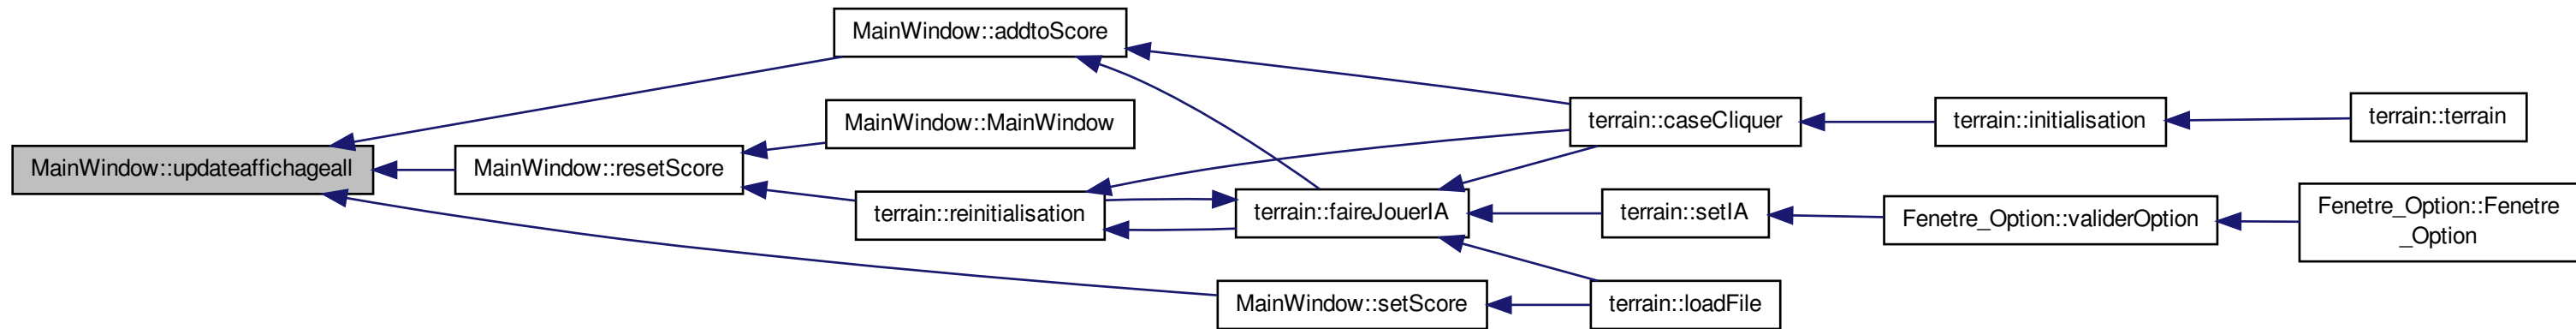 MainWindow::updateaffichageall
MainWindow::addtoScore
MainWindow::resetScore
MainWindow::MainWindow
terrain::reinitialisation
MainWindow::setScore
terrain::faireJouerIA
terrain::caseCliquer
terrain::setIA
terrain::loadFile
terrain::initialisation
terrain::terrain
Fenetre_Option::validerOption
Fenetre_Option::Fenetre
_Option